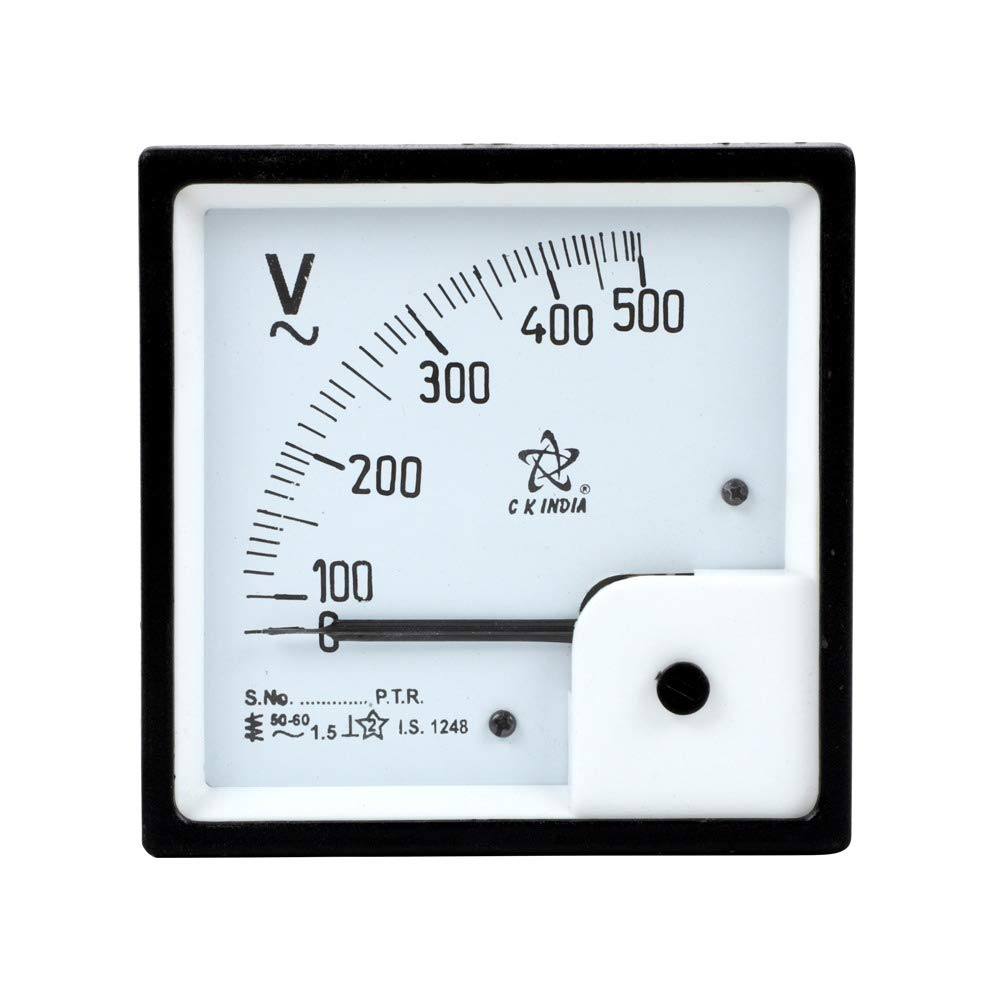 V
~
500
400
300
200
100
0
C K INDIA ®
S.No. ............. P.T.R.
50-60
1.5 2 I.S. 1248